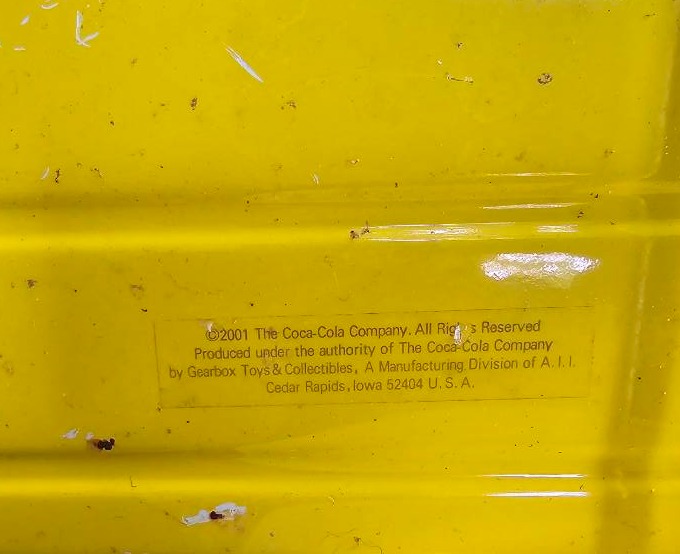 ©2001 The Coca-Cola Company. All Rights Reserved
Produced under the authority of The Coca-Cola Company
by Gearbox Toys & Collectibles, A Manufacturing Division of A. I. I.
Cedar Rapids, Iowa 52404 U. S. A.